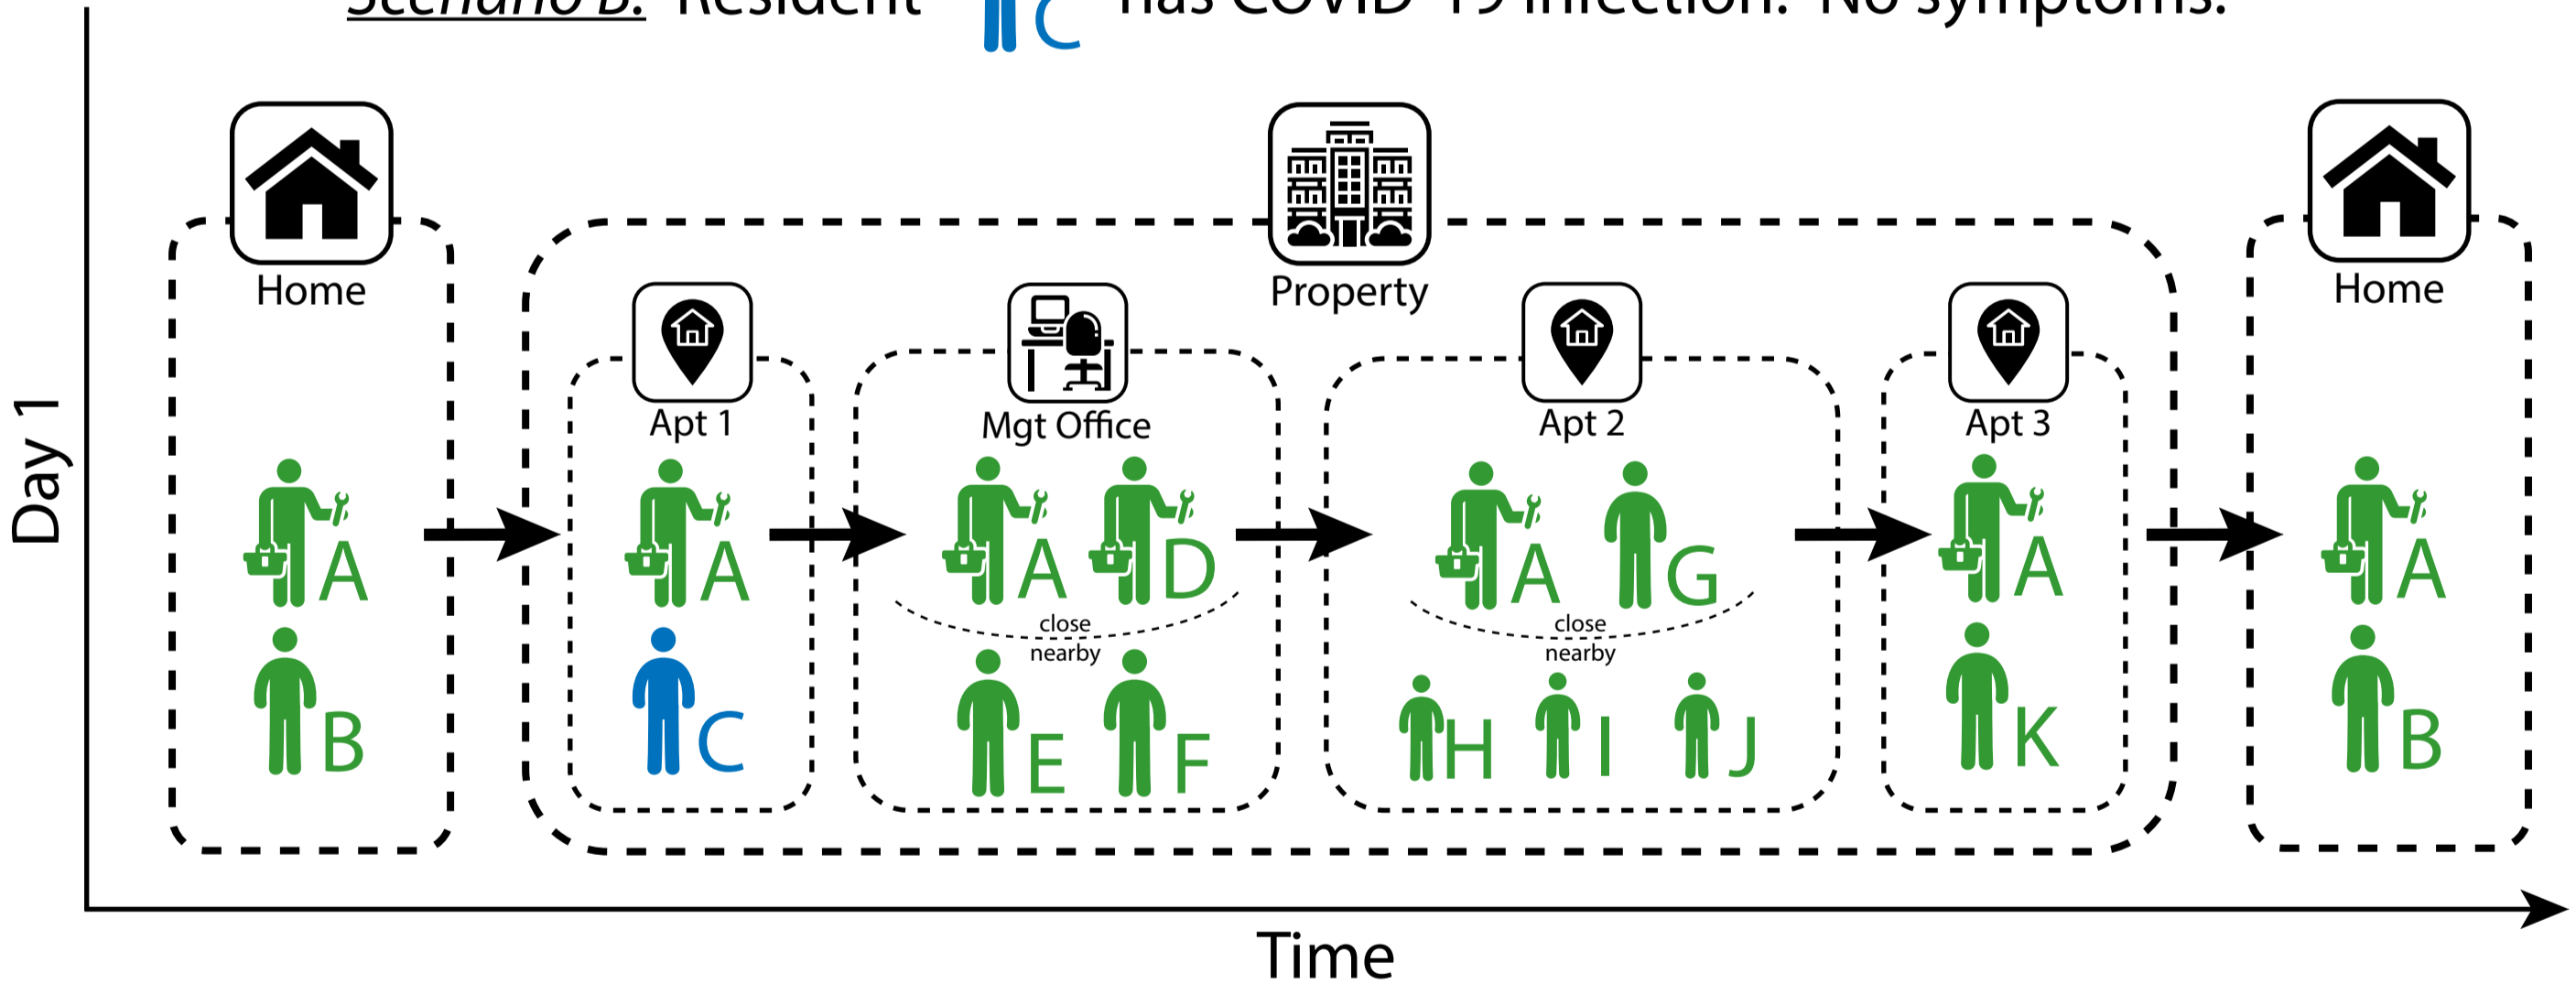 Scenario B: Resident C has COVID-19 infection. No symptoms.
Home
Property
Home
Apt 1
Mgt Office
Apt 2
Apt 3
Day 1
A
A
A D
A G
A
A
close
nearby
close
nearby
B
C
E F
H I J
K
B
Time